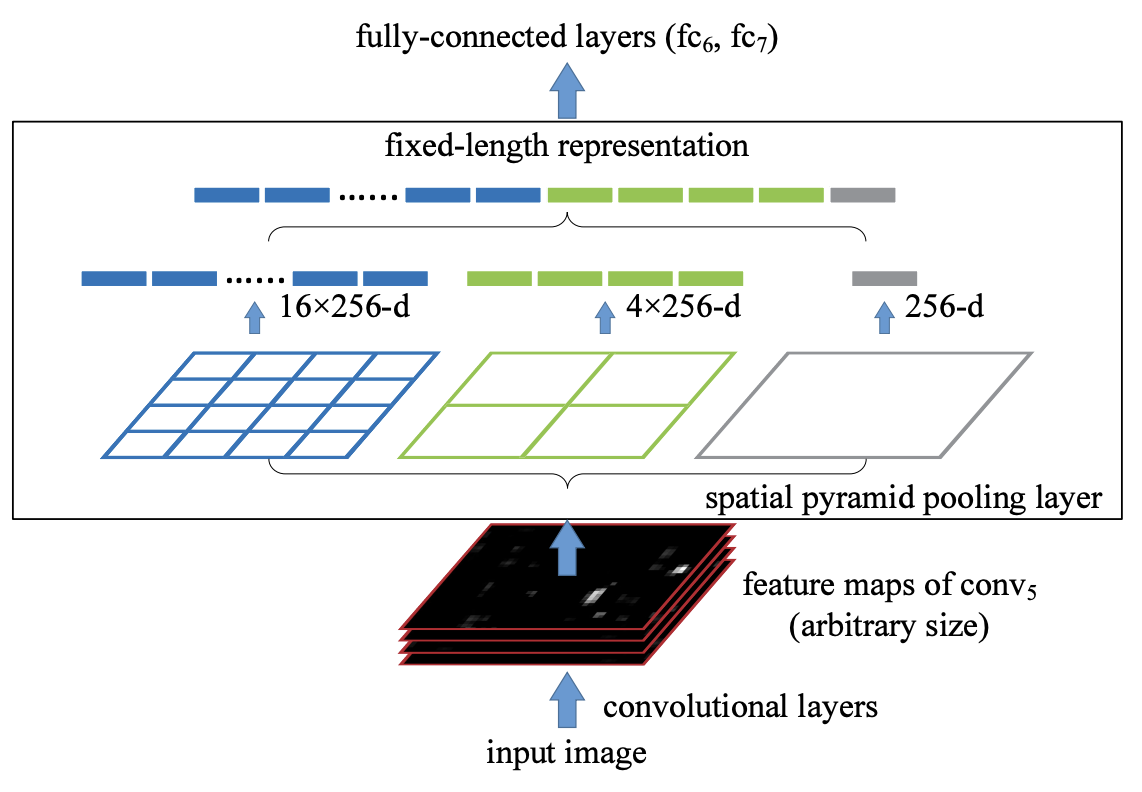 fully-connected layers (fc₆, fc₇)
fixed-length representation
16×256-d
4×256-d
256-d
spatial pyramid pooling layer
feature maps of conv₅
(arbitrary size)
convolutional layers
input image